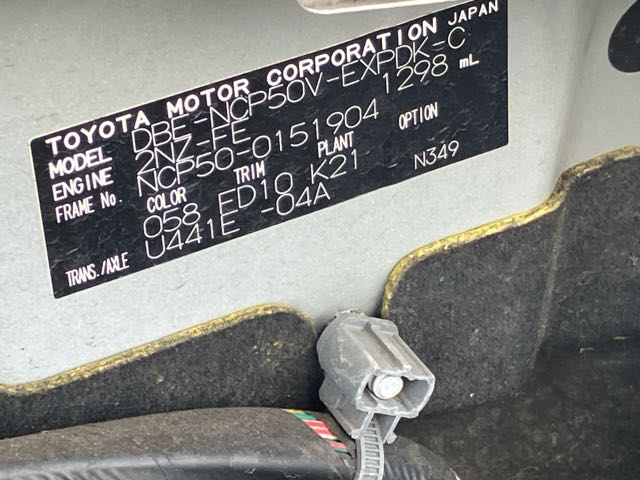 TOYOTA MOTOR CORPORATION JAPAN
MODEL DBE-NCP50V-EXPDK-C
ENGINE 2NZ-FE 1298 mL
FRAME No. NCP50-0151904
COLOR TRIM PLANT OPTION
058 FD10 K21 N349
TRANS./AXLE U441E -04A